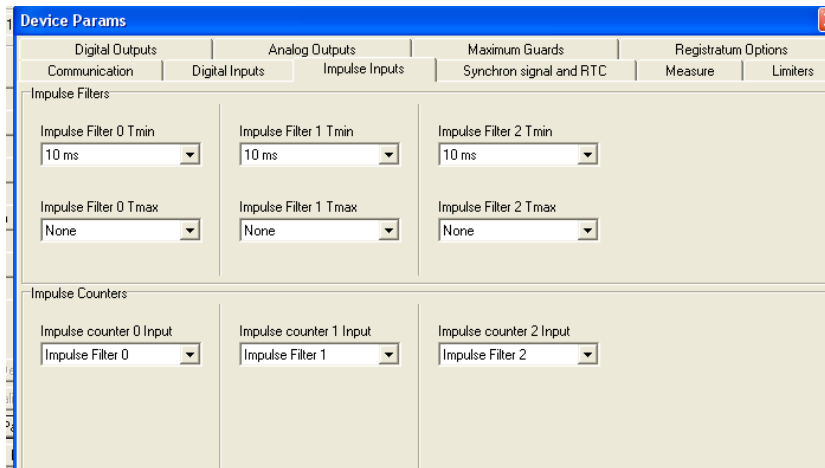 Device Params
Digital Outputs Analog Outputs Maximum Guards Registratum Options
Communication Digital Inputs Impulse Inputs Synchron signal and RTC Measure Limiters
Impulse Filters
Impulse Filter 0 Tmin Impulse Filter 1 Tmin Impulse Filter 2 Tmin
10 ms 10 ms 10 ms
Impulse Filter 0 Tmax Impulse Filter 1 Tmax Impulse Filter 2 Tmax
None None None
Impulse Counters
Impulse counter 0 Input Impulse counter 1 Input Impulse counter 2 Input
Impulse Filter 0 Impulse Filter 1 Impulse Filter 2